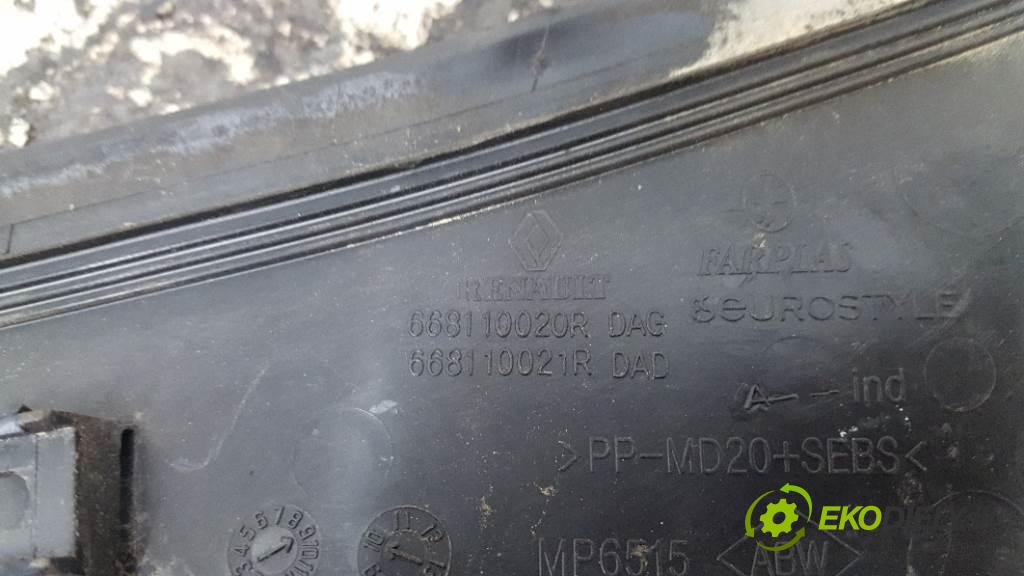 RENAULT
668110020R DAG
668110021R DAD
FARPLAS
eUROSTYLE
A--ind
>PP-MD20+SEBS<
MP6515 <ABW>
EKO